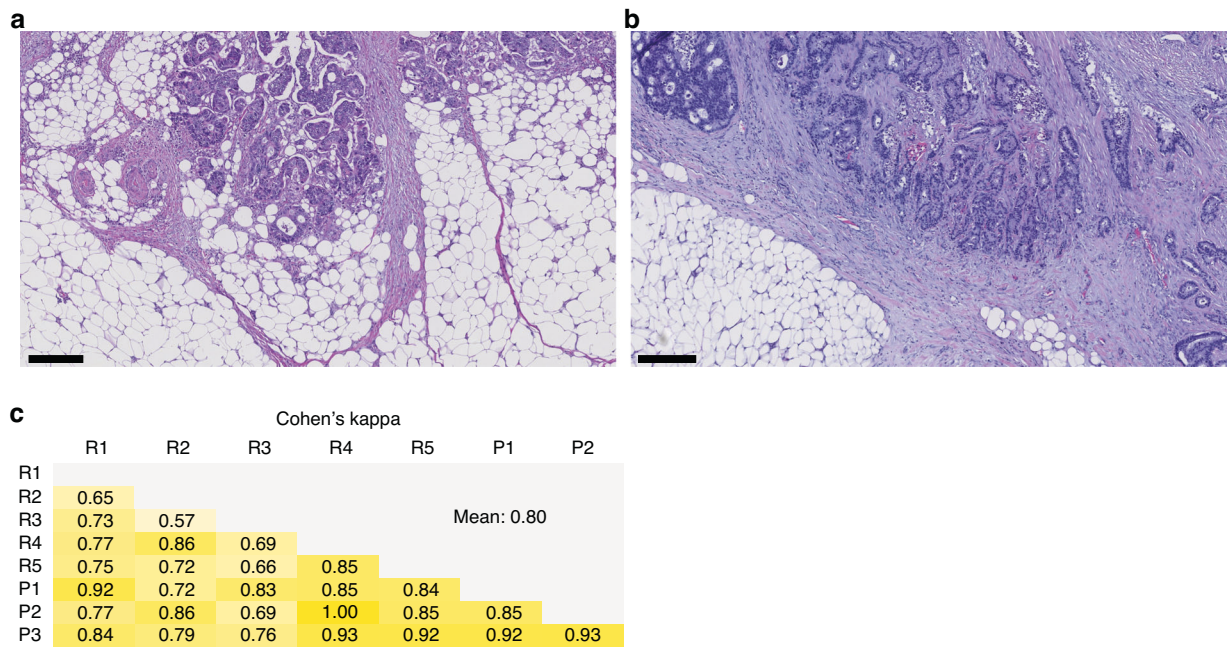 a
b
c
Cohen's kappa
R1 R2 R3 R4 R5 P1 P2
R1
R2 0.65
R3 0.73 0.57
Mean: 0.80
R4 0.77 0.86 0.69
R5 0.75 0.72 0.66 0.85
P1 0.92 0.72 0.83 0.85 0.84
P2 0.77 0.86 0.69 1.00 0.85 0.85
P3 0.84 0.79 0.76 0.93 0.92 0.92 0.93